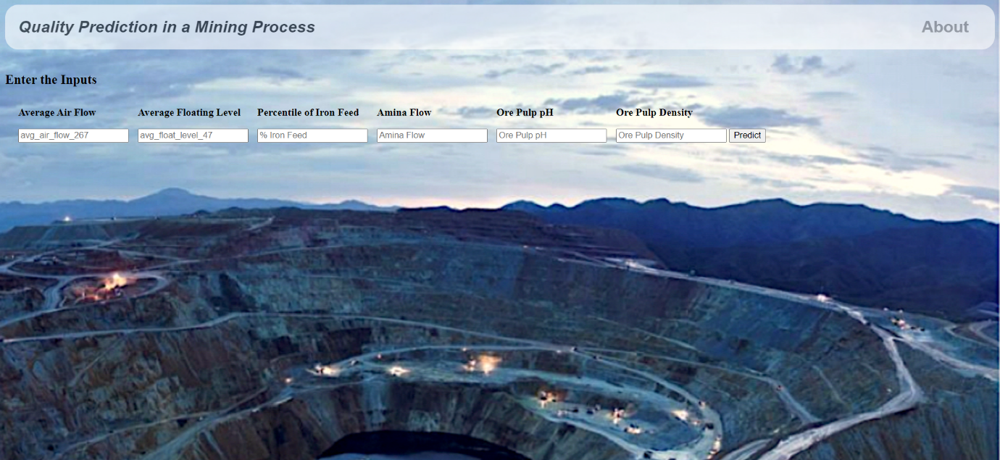 Quality Prediction in a Mining Process About
Enter the Inputs
Average Air Flow Average Floating Level Percentile of Iron Feed Amina Flow Ore Pulp pH Ore Pulp Density
avg_air_flow_267 avg_float_level_47 % Iron Feed Amina Flow Ore Pulp pH Ore Pulp Density Predict